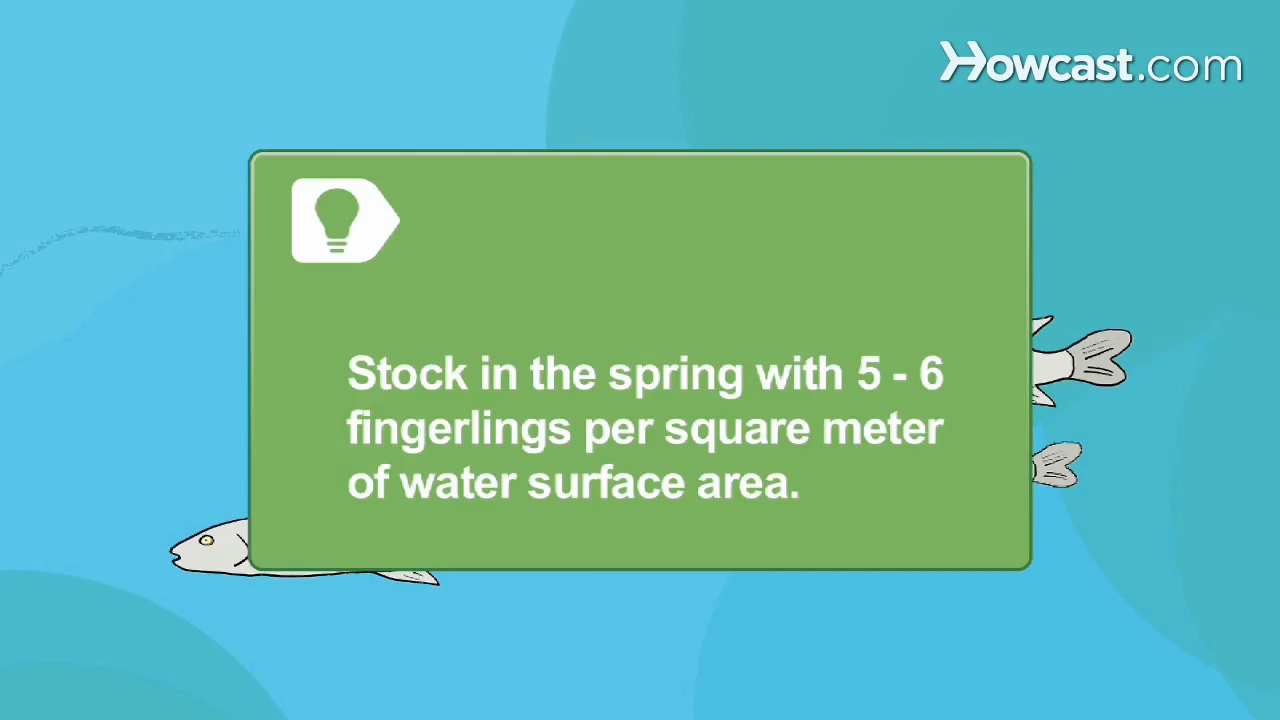 Howcast.com
Stock in the spring with 5 - 6
fingerlings per square meter
of water surface area.